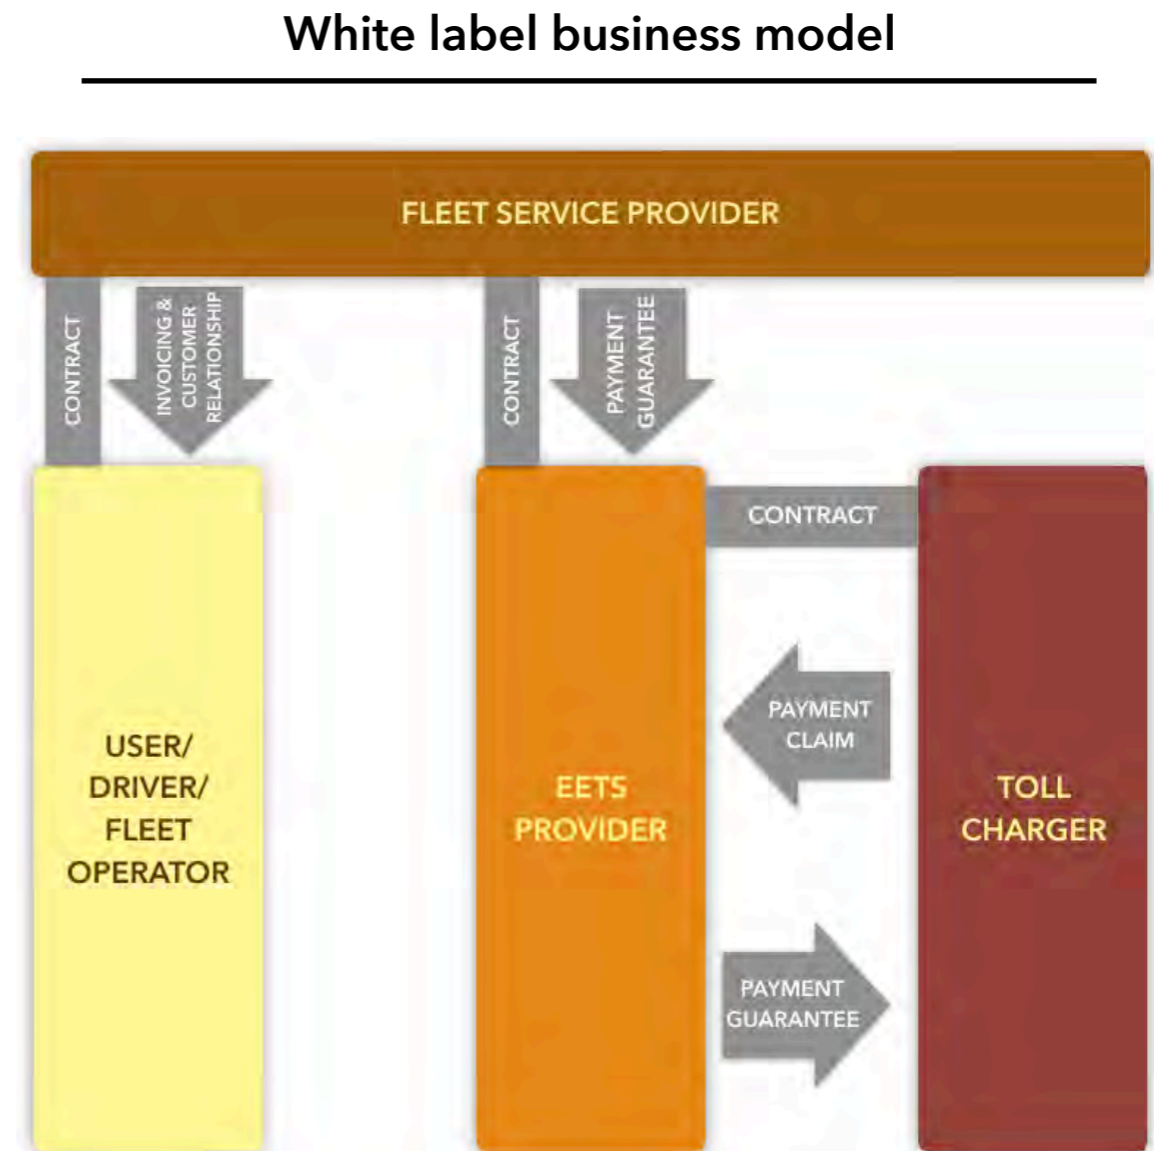 White label business model
FLEET SERVICE PROVIDER
CONTRACT
INVOICING &
CUSTOMER
RELATIONSHIP
CONTRACT
PAYMENT
GUARANTEE
CONTRACT
PAYMENT
CLAIM
USER/
DRIVER/
FLEET
OPERATOR
EETS
PROVIDER
TOLL
CHARGER
PAYMENT
GUARANTEE